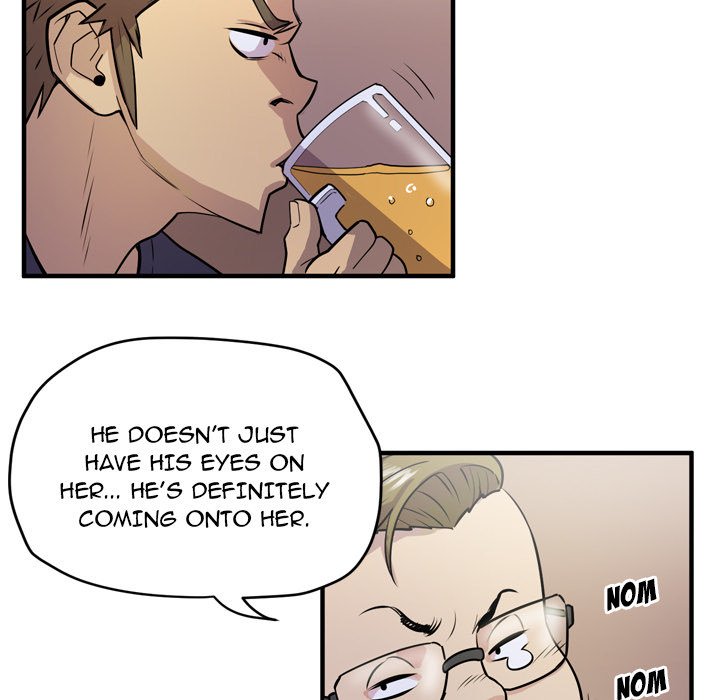 HE DOESN'T JUST
HAVE HIS EYES ON
HER... HE'S DEFINITELY
COMING ONTO HER.
NOM
NOM